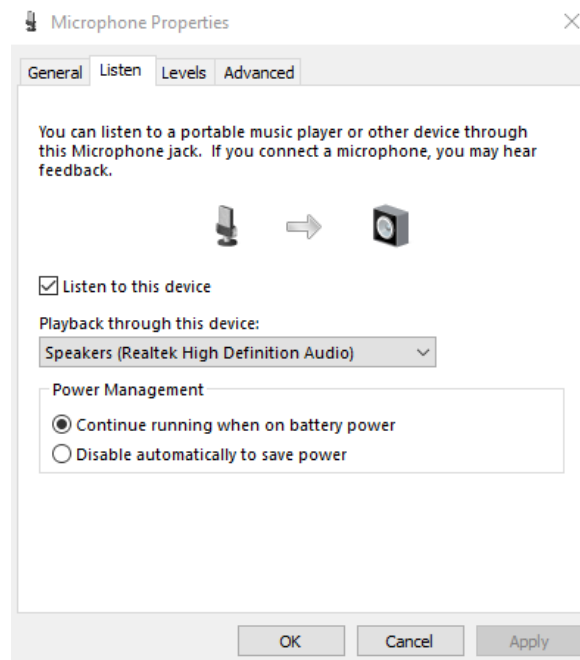 Microphone Properties
General Listen Levels Advanced
You can listen to a portable music player or other device through
this Microphone jack. If you connect a microphone, you may hear
feedback.
Listen to this device
Playback through this device:
Speakers (Realtek High Definition Audio)
Power Management
Continue running when on battery power
Disable automatically to save power
OK Cancel Apply